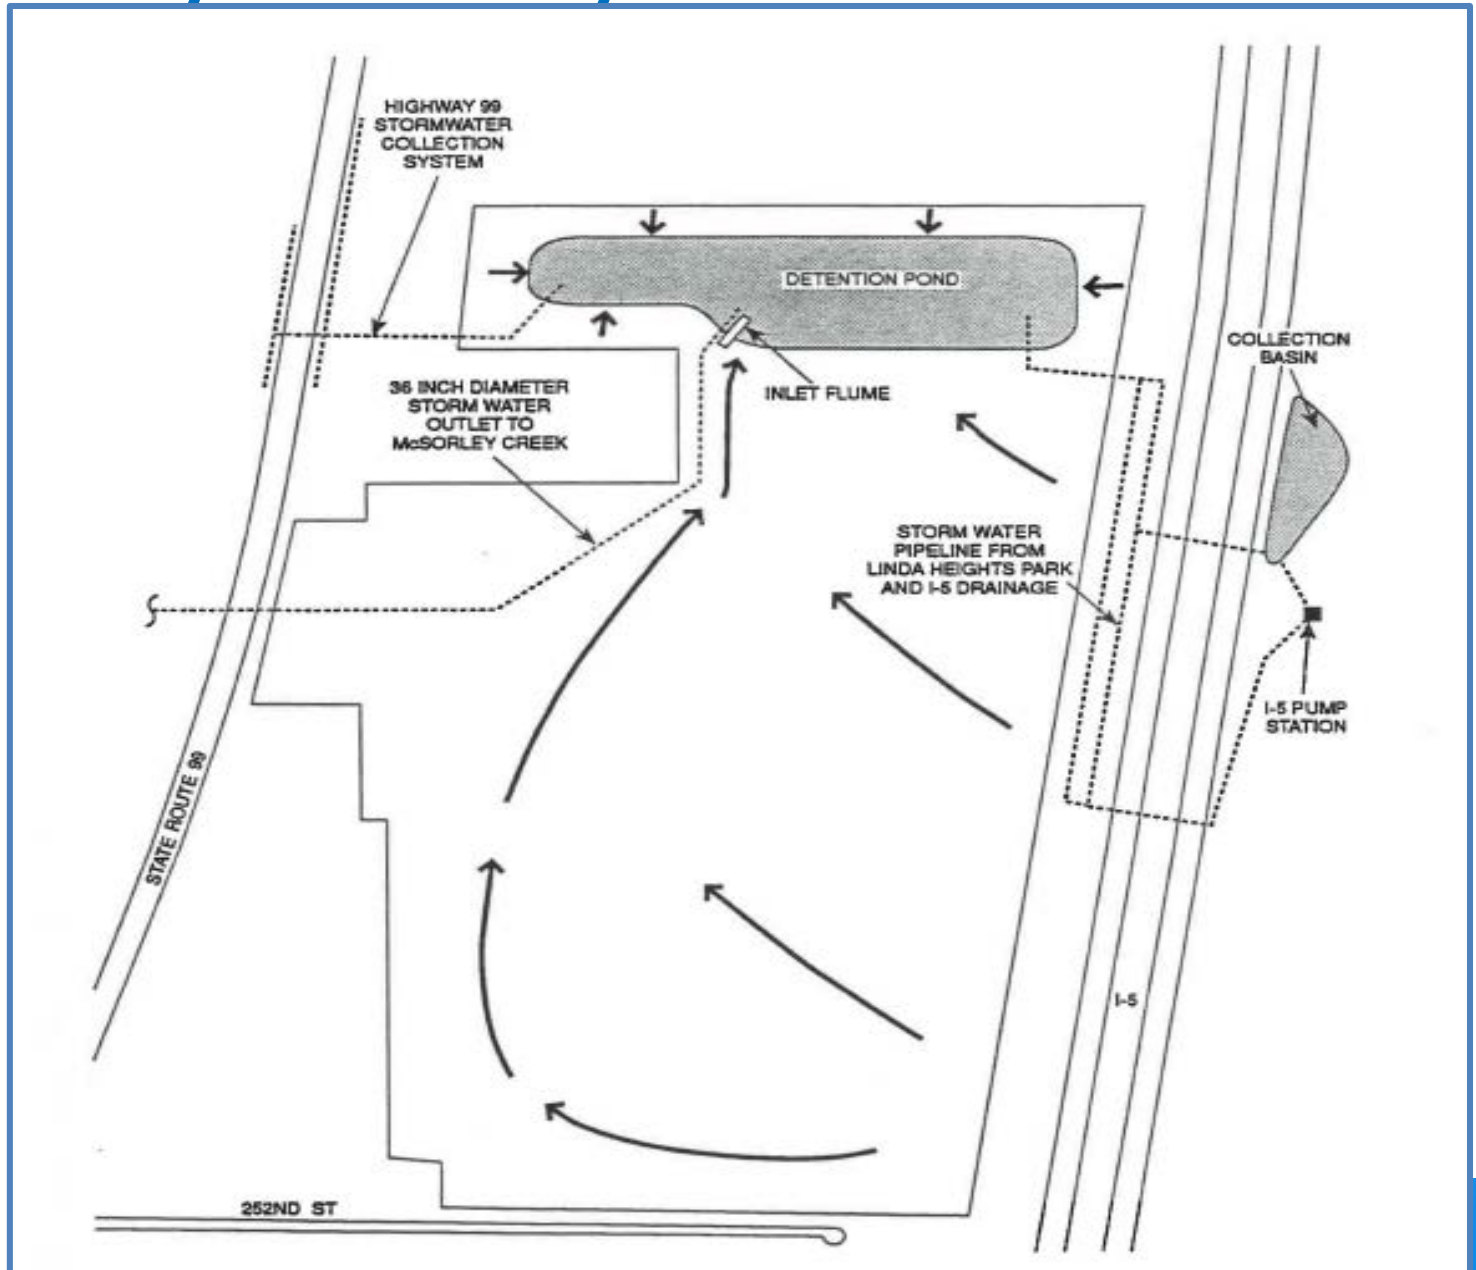 HIGHWAY 99
STORMWATER
COLLECTION
SYSTEM
DETENTION POND
COLLECTION
BASIN
INLET FLUME
36 INCH DIAMETER
STORM WATER
OUTLET TO
McSORLEY CREEK
STORM WATER
PIPELINE FROM
LINDA HEIGHTS PARK
AND I-5 DRAINAGE
I-5 PUMP
STATION
STATE ROUTE 99
I-5
252ND ST